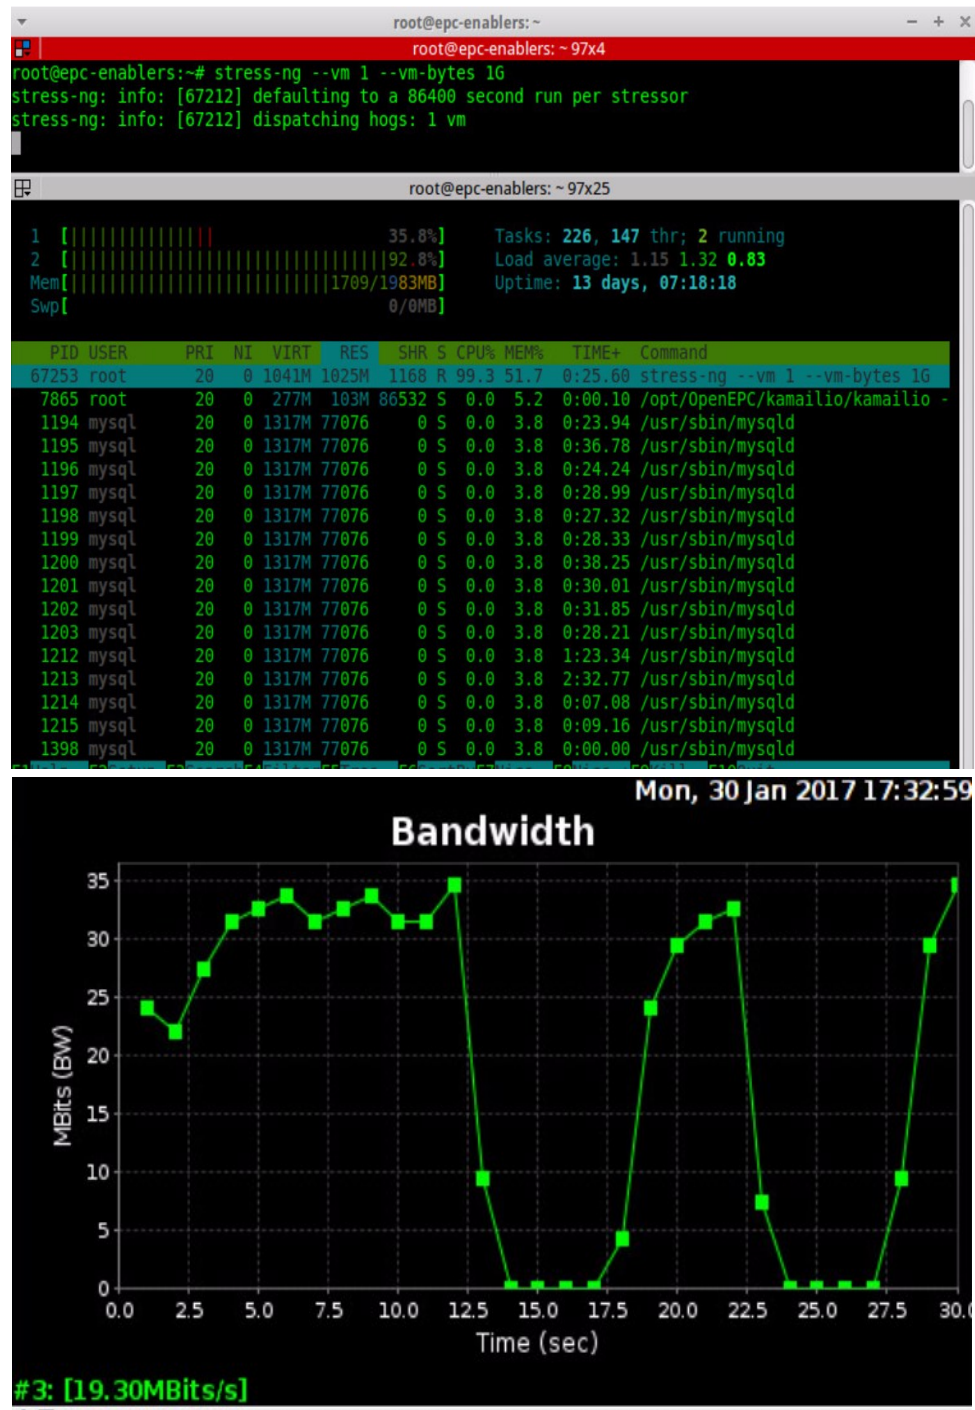 root@epc-enablers: ~
root@epc-enablers: ~ 97x4
root@epc-enablers:~# stress-ng --vm 1 --vm-bytes 1G
stress-ng: info: [67212] defaulting to a 86400 second run per stressor
stress-ng: info: [67212] dispatching hogs: 1 vm
root@epc-enablers: ~ 97x25
1 [|||||||||||||||| 35.8%] Tasks: 226, 147 thr; 2 running
2 [||||||||||||||||||||||||||||||||||92.8%] Load average: 1.15 1.32 0.83
Mem[|||||||||||||||||||||||||||1709/1983MB] Uptime: 13 days, 07:18:18
Swp[ 0/0MB]
PID USER PRI NI VIRT RES SHR S CPU% MEM% TIME+ Command
67253 root 20 0 1041M 1025M 1168 R 99.3 51.7 0:25.60 stress-ng --vm 1 --vm-bytes 1G
7865 root 20 0 277M 103M 86532 S 0.0 5.2 0:00.10 /opt/OpenEPC/kamailio/kamailio -
1194 mysql 20 0 1317M 77076 0 S 0.0 3.8 0:23.94 /usr/sbin/mysqld
1195 mysql 20 0 1317M 77076 0 S 0.0 3.8 0:36.78 /usr/sbin/mysqld
1196 mysql 20 0 1317M 77076 0 S 0.0 3.8 0:24.24 /usr/sbin/mysqld
1197 mysql 20 0 1317M 77076 0 S 0.0 3.8 0:28.99 /usr/sbin/mysqld
1198 mysql 20 0 1317M 77076 0 S 0.0 3.8 0:27.32 /usr/sbin/mysqld
1199 mysql 20 0 1317M 77076 0 S 0.0 3.8 0:28.33 /usr/sbin/mysqld
1200 mysql 20 0 1317M 77076 0 S 0.0 3.8 0:38.25 /usr/sbin/mysqld
1201 mysql 20 0 1317M 77076 0 S 0.0 3.8 0:30.01 /usr/sbin/mysqld
1202 mysql 20 0 1317M 77076 0 S 0.0 3.8 0:31.85 /usr/sbin/mysqld
1203 mysql 20 0 1317M 77076 0 S 0.0 3.8 0:28.21 /usr/sbin/mysqld
1212 mysql 20 0 1317M 77076 0 S 0.0 3.8 1:23.34 /usr/sbin/mysqld
1213 mysql 20 0 1317M 77076 0 S 0.0 3.8 2:32.77 /usr/sbin/mysqld
1214 mysql 20 0 1317M 77076 0 S 0.0 3.8 0:07.08 /usr/sbin/mysqld
1215 mysql 20 0 1317M 77076 0 S 0.0 3.8 0:09.16 /usr/sbin/mysqld
1398 mysql 20 0 1317M 77076 0 S 0.0 3.8 0:00.00 /usr/sbin/mysqld
Mon, 30 Jan 2017 17:32:59
Bandwidth
35
30
25
20
15
10
5
0
MBits (BW)
0.0 2.5 5.0 7.5 10.0 12.5 15.0 17.5 20.0 22.5 25.0 27.5 30.
Time (sec)
#3: [19.30MBits/s]